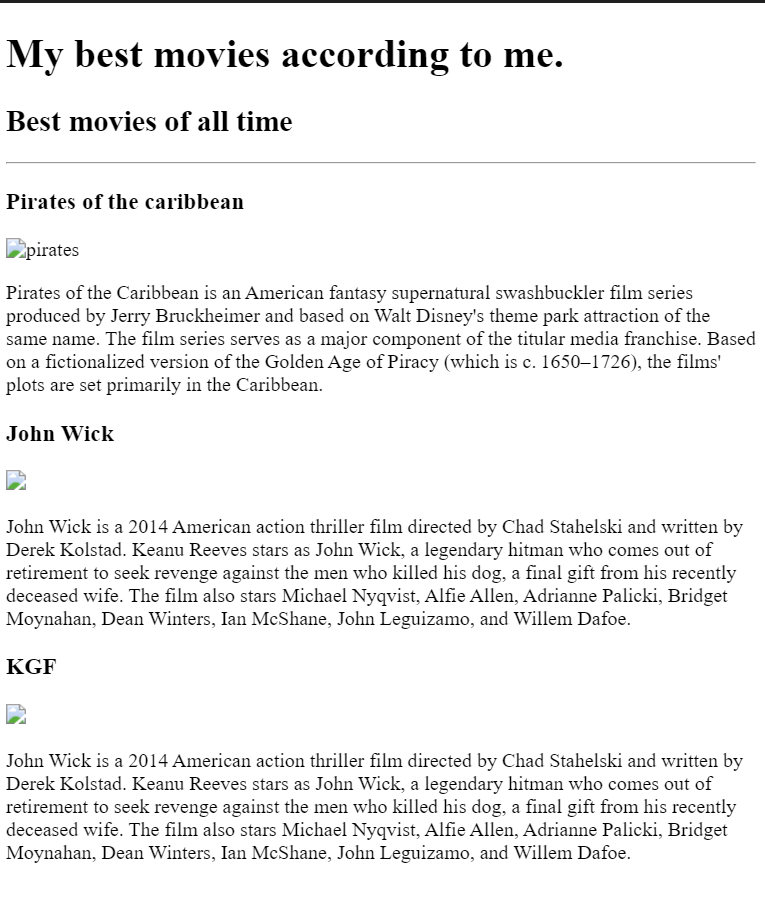 My best movies according to me.
Best movies of all time
Pirates of the caribbean
pirates
Pirates of the Caribbean is an American fantasy supernatural swashbuckler film series
produced by Jerry Bruckheimer and based on Walt Disney's theme park attraction of the
same name. The film series serves as a major component of the titular media franchise. Based
on a fictionalized version of the Golden Age of Piracy (which is c. 1650–1726), the films'
plots are set primarily in the Caribbean.
John Wick
John Wick is a 2014 American action thriller film directed by Chad Stahelski and written by
Derek Kolstad. Keanu Reeves stars as John Wick, a legendary hitman who comes out of
retirement to seek revenge against the men who killed his dog, a final gift from his recently
deceased wife. The film also stars Michael Nyqvist, Alfie Allen, Adrianne Palicki, Bridget
Moynahan, Dean Winters, Ian McShane, John Leguizamo, and Willem Dafoe.
KGF
John Wick is a 2014 American action thriller film directed by Chad Stahelski and written by
Derek Kolstad. Keanu Reeves stars as John Wick, a legendary hitman who comes out of
retirement to seek revenge against the men who killed his dog, a final gift from his recently
deceased wife. The film also stars Michael Nyqvist, Alfie Allen, Adrianne Palicki, Bridget
Moynahan, Dean Winters, Ian McShane, John Leguizamo, and Willem Dafoe.